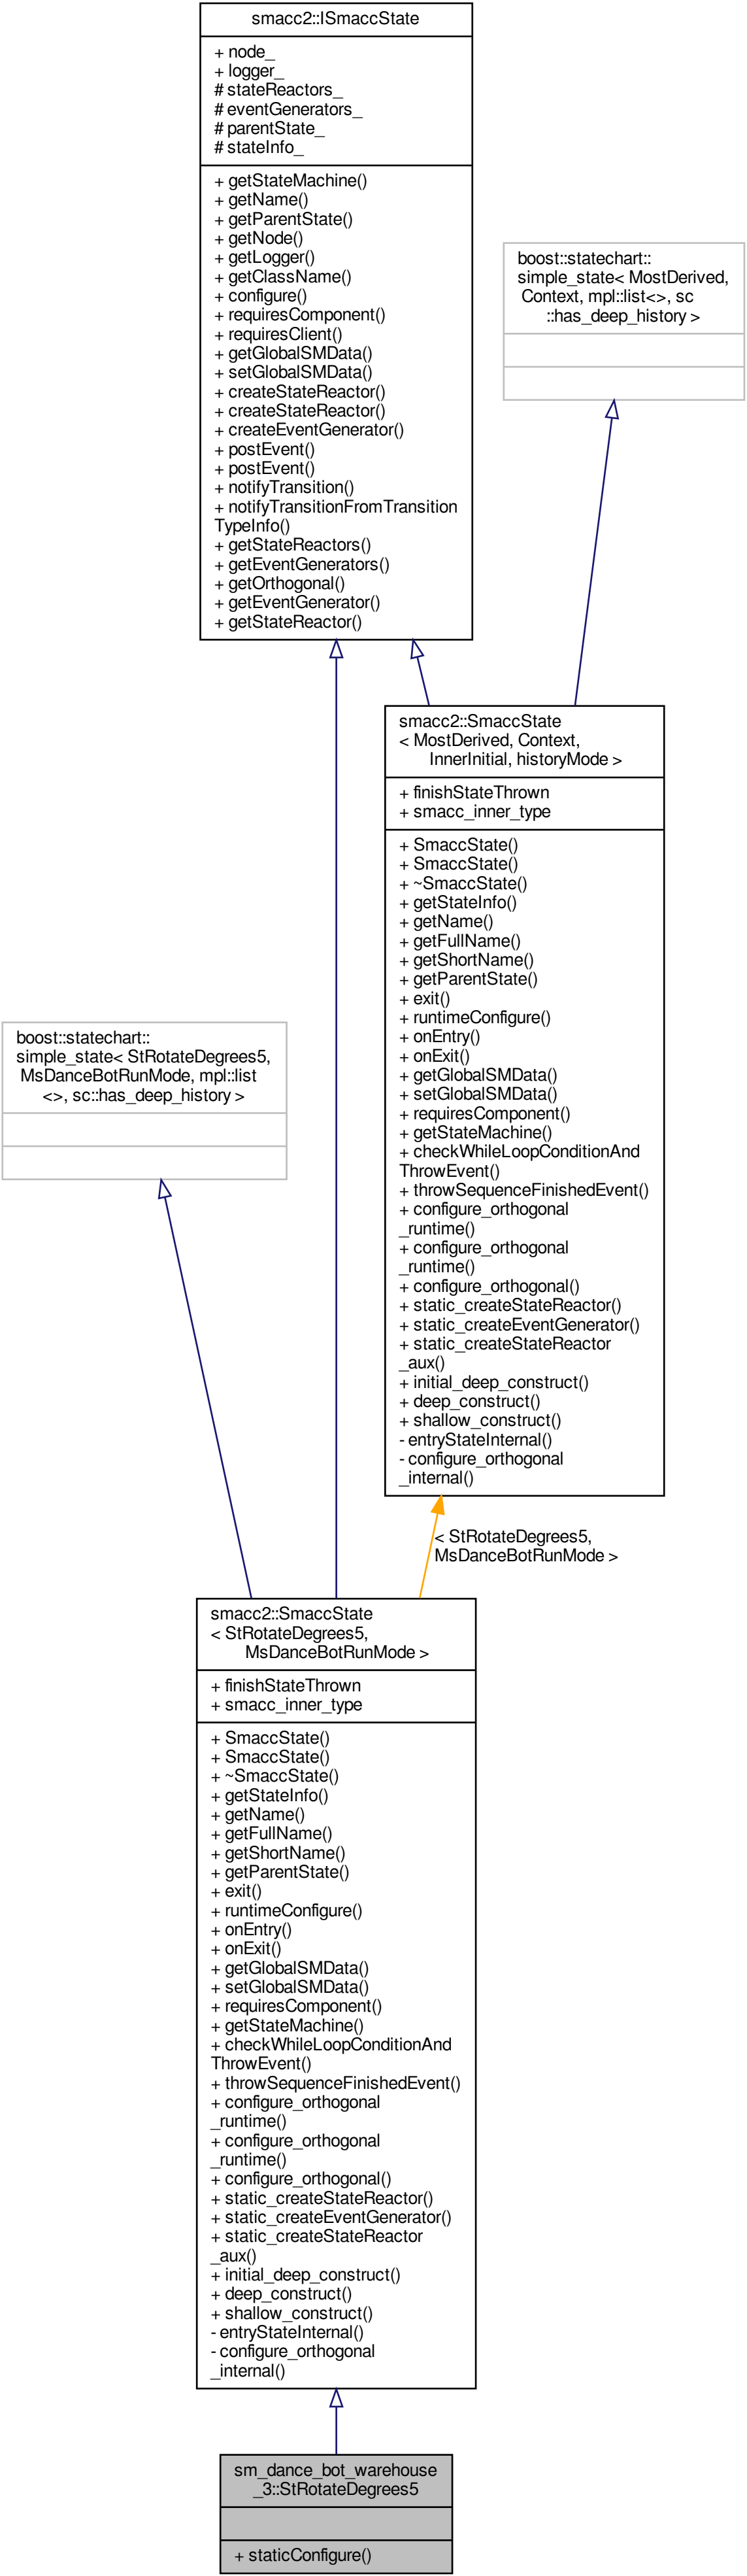 smacc2::ISmaccState
+ node_
+ logger_
# stateReactors_
# eventGenerators_
# parentState_
# stateInfo_
+ getStateMachine()
+ getName()
+ getParentState()
+ getNode()
+ getLogger()
+ getClassName()
+ configure()
+ requiresComponent()
+ requiresClient()
+ getGlobalSMData()
+ setGlobalSMData()
+ createStateReactor()
+ createStateReactor()
+ createEventGenerator()
+ postEvent()
+ postEvent()
+ notifyTransition()
+ notifyTransitionFromTransition
TypeInfo()
+ getStateReactors()
+ getEventGenerators()
+ getOrthogonal()
+ getEventGenerator()
+ getStateReactor()
boost::statechart::
simple_state< MostDerived,
Context, mpl::list<>, sc
::has_deep_history >
smacc2::SmaccState
< MostDerived, Context,
InnerInitial, historyMode >
+ finishStateThrown
+ smacc_inner_type
+ SmaccState()
+ SmaccState()
+ ~SmaccState()
+ getStateInfo()
+ getName()
+ getFullName()
+ getShortName()
+ getParentState()
+ exit()
+ runtimeConfigure()
+ onEntry()
+ onExit()
+ getGlobalSMData()
+ setGlobalSMData()
+ requiresComponent()
+ getStateMachine()
+ checkWhileLoopConditionAnd
ThrowEvent()
+ throwSequenceFinishedEvent()
+ configure_orthogonal
_runtime()
+ configure_orthogonal
_runtime()
+ configure_orthogonal()
+ static_createStateReactor()
+ static_createEventGenerator()
+ static_createStateReactor
_aux()
+ initial_deep_construct()
+ deep_construct()
+ shallow_construct()
- entryStateInternal()
- configure_orthogonal
_internal()
boost::statechart::
simple_state< StRotateDegrees5,
MsDanceBotRunMode, mpl::list
<>, sc::has_deep_history >
< StRotateDegrees5,
MsDanceBotRunMode >
smacc2::SmaccState
< StRotateDegrees5,
MsDanceBotRunMode >
+ finishStateThrown
+ smacc_inner_type
+ SmaccState()
+ SmaccState()
+ ~SmaccState()
+ getStateInfo()
+ getName()
+ getFullName()
+ getShortName()
+ getParentState()
+ exit()
+ runtimeConfigure()
+ onEntry()
+ onExit()
+ getGlobalSMData()
+ setGlobalSMData()
+ requiresComponent()
+ getStateMachine()
+ checkWhileLoopConditionAnd
ThrowEvent()
+ throwSequenceFinishedEvent()
+ configure_orthogonal
_runtime()
+ configure_orthogonal
_runtime()
+ configure_orthogonal()
+ static_createStateReactor()
+ static_createEventGenerator()
+ static_createStateReactor
_aux()
+ initial_deep_construct()
+ deep_construct()
+ shallow_construct()
- entryStateInternal()
- configure_orthogonal
_internal()
sm_dance_bot_warehouse
_3::StRotateDegrees5
+ staticConfigure()